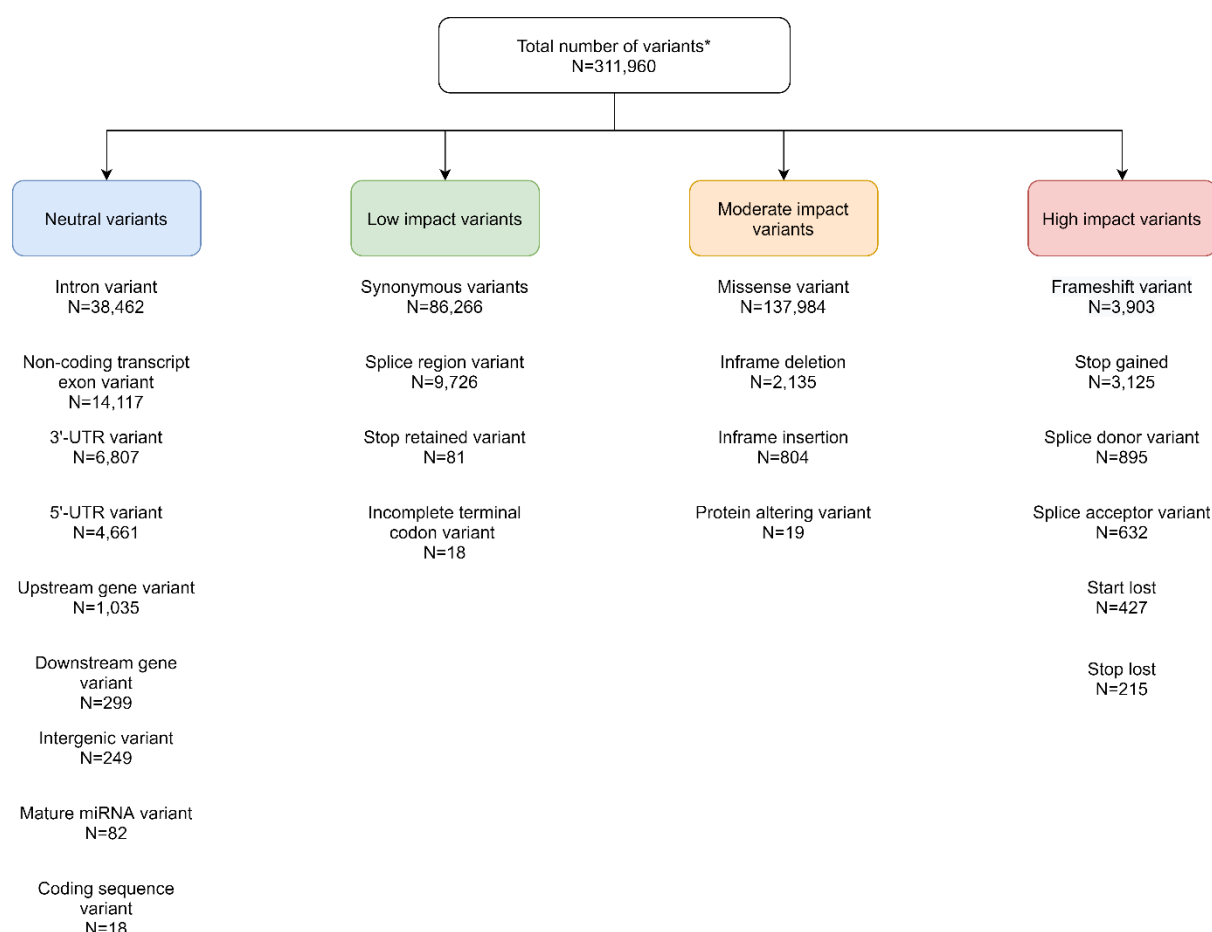 Total number of variants*
N=311,960
Neutral variants
Low impact variants
Moderate impact
variants
High impact variants
Intron variant
N=38,462
Non-coding transcript
exon variant
N=14,117
3'-UTR variant
N=6,807
5'-UTR variant
N=4,661
Upstream gene variant
N=1,035
Downstream gene
variant
N=299
Intergenic variant
N=249
Mature miRNA variant
N=82
Coding sequence
variant
N=18
Synonymous variants
N=86,266
Splice region variant
N=9,726
Stop retained variant
N=81
Incomplete terminal
codon variant
N=18
Missense variant
N=137,984
Inframe deletion
N=2,135
Inframe insertion
N=804
Protein altering variant
N=19
Frameshift variant
N=3,903
Stop gained
N=3,125
Splice donor variant
N=895
Splice acceptor variant
N=632
Start lost
N=427
Stop lost
N=215